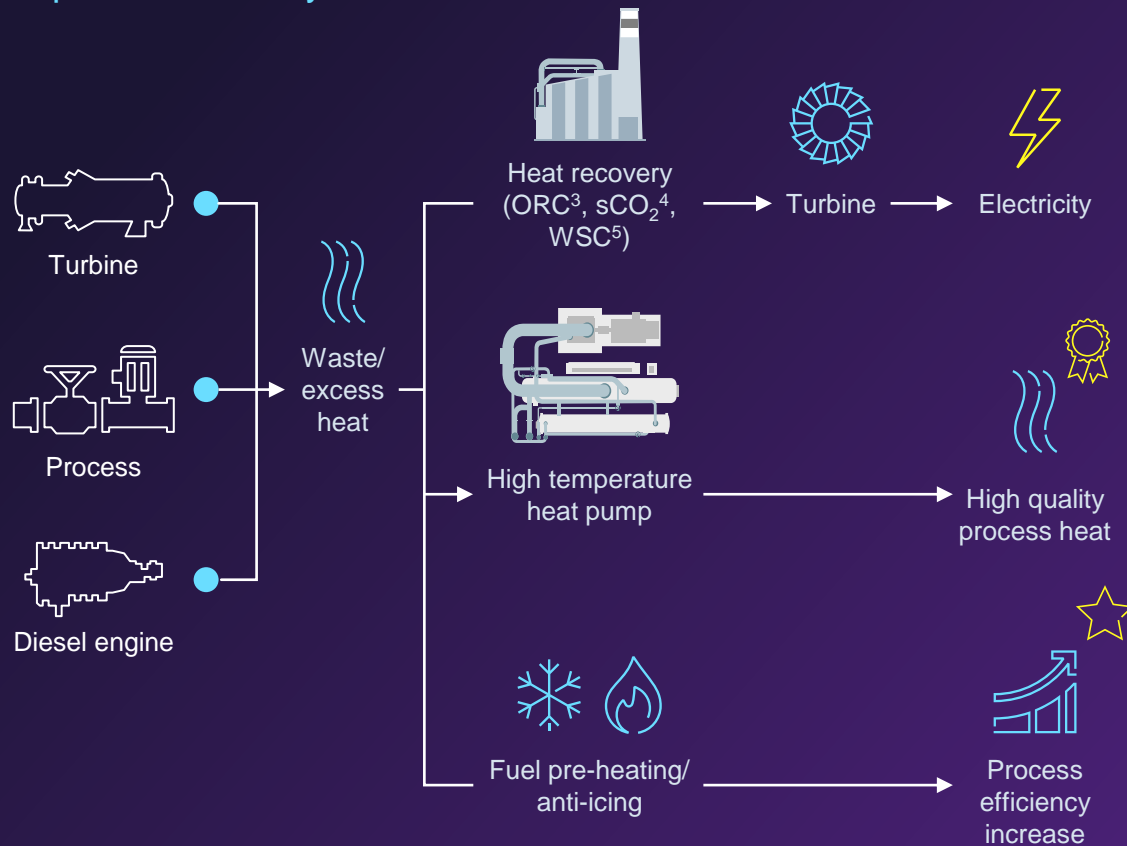 Turbine
Process
Diesel engine
Waste/
excess
heat
Heat recovery
(ORC³, sCO₂⁴,
WSC⁵)
Turbine
Electricity
High temperature
heat pump
High quality
process heat
Fuel pre-heating/
anti-icing
Process
efficiency
increase